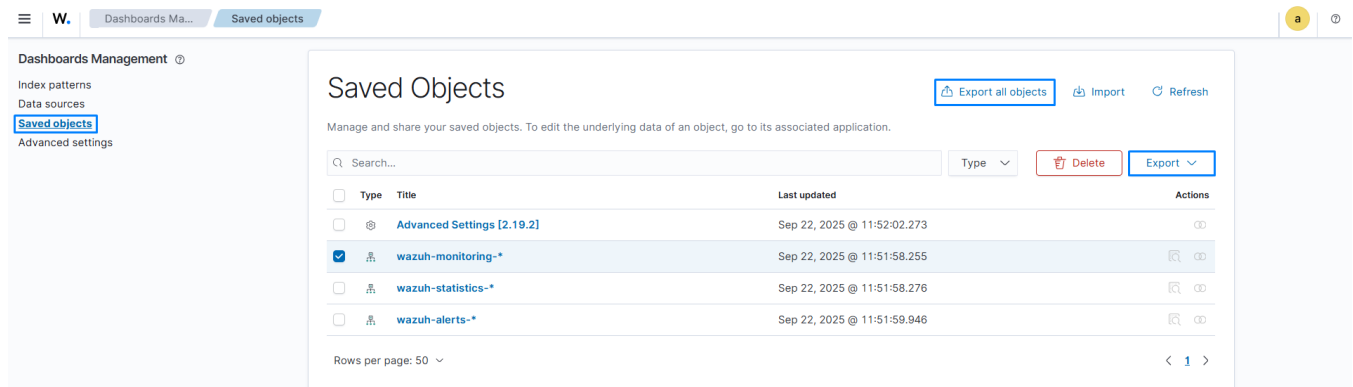 W. Dashboards Ma... Saved objects a
Dashboards Management
Index patterns
Data sources
Saved objects
Advanced settings
Saved Objects
Export all objects Import Refresh
Manage and share your saved objects. To edit the underlying data of an object, go to its associated application.
Search... Type Delete Export
Type Title Last updated Actions
Advanced Settings [2.19.2] Sep 22, 2025 @ 11:52:02.273
wazuh-monitoring-* Sep 22, 2025 @ 11:51:58.255
wazuh-statistics-* Sep 22, 2025 @ 11:51:58.276
wazuh-alerts-* Sep 22, 2025 @ 11:51:59.946
Rows per page: 50 < 1 >